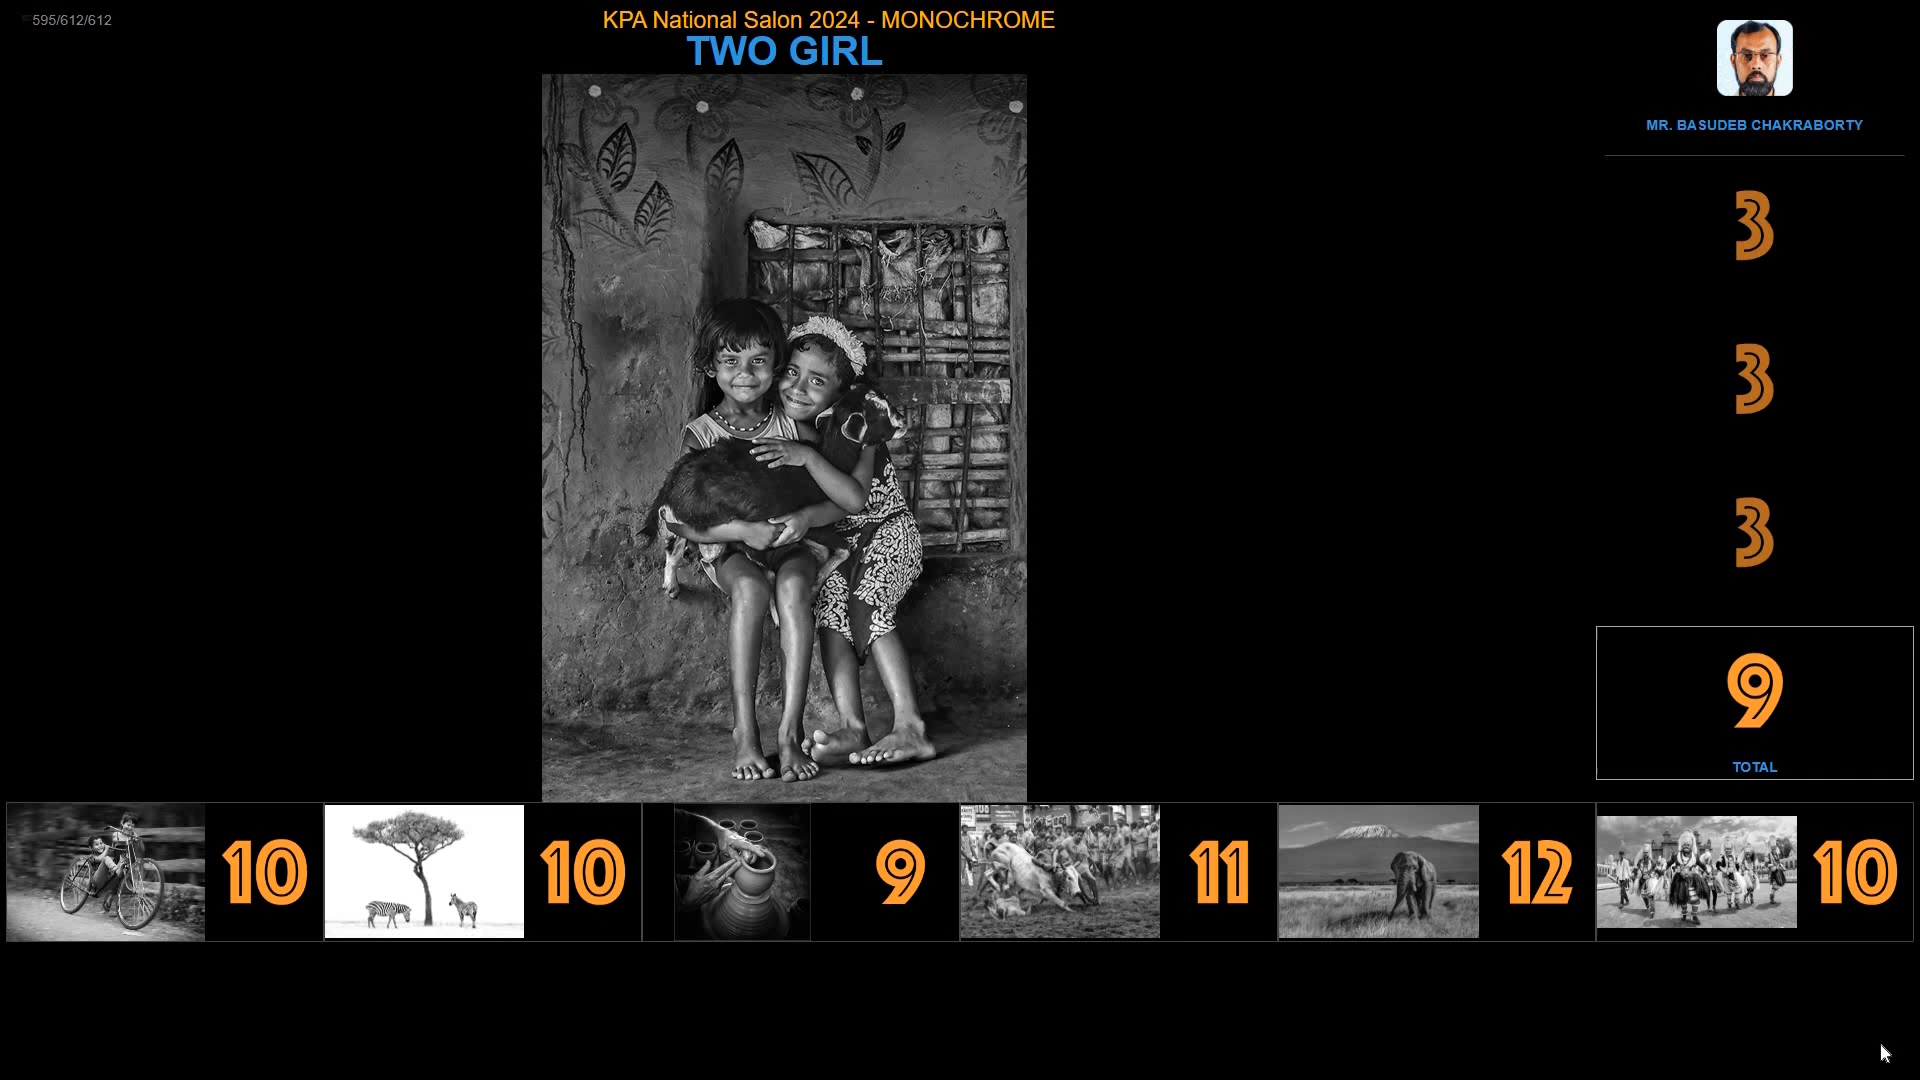 595/612/612
KPA National Salon 2024 - MONOCHROME
TWO GIRL
MR. BASUDEB CHAKRABORTY
3
3
3
9
TOTAL
10
10
9
11
12
10